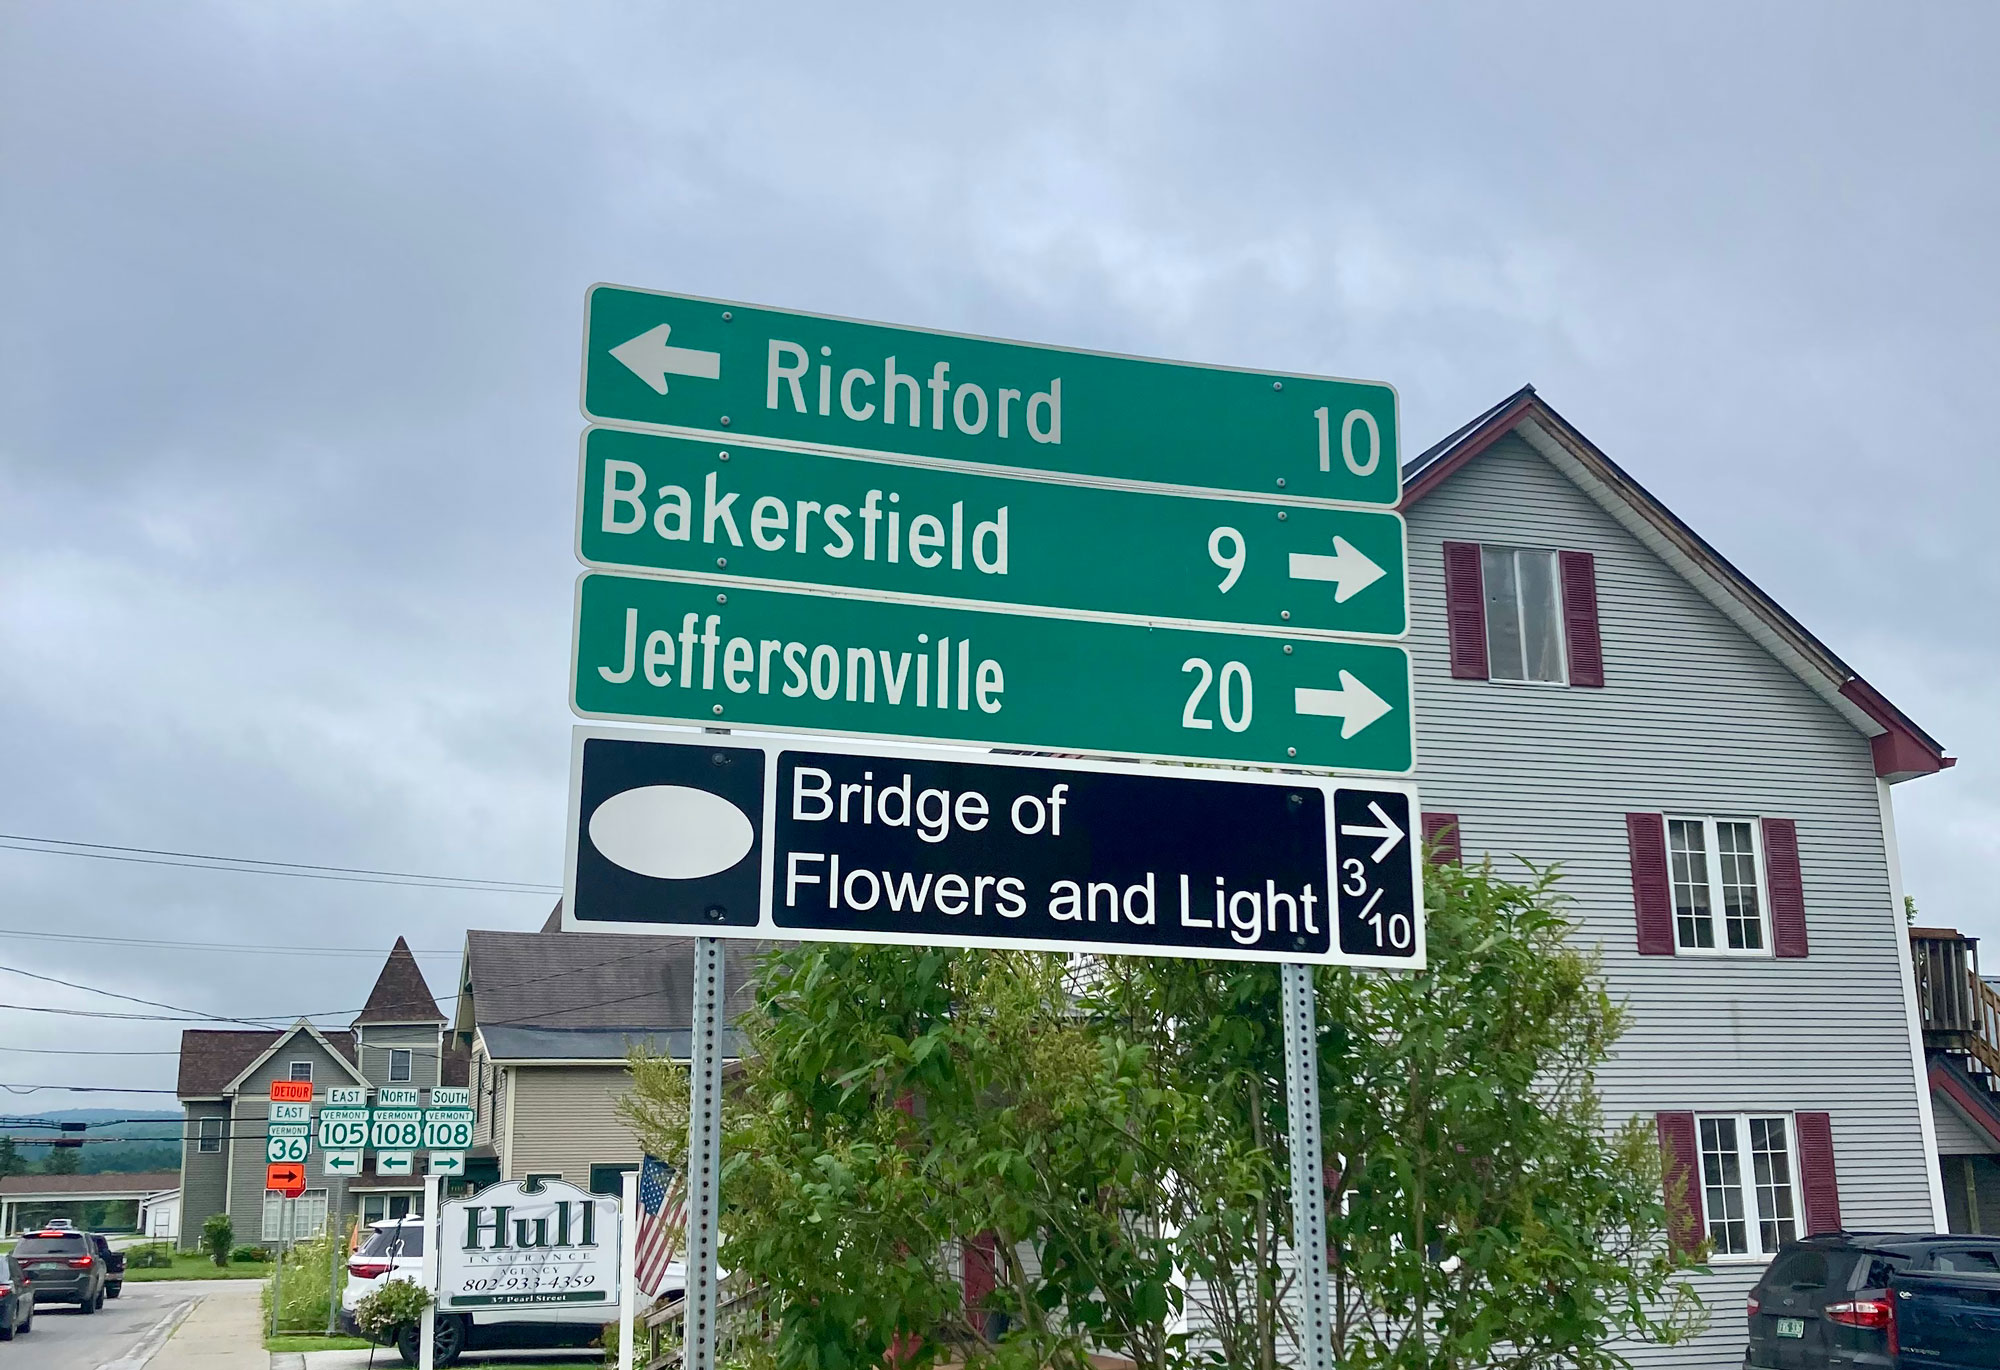 Richford 10
Bakersfield 9
Jeffersonville 20
Bridge of
Flowers and Light
3/10
DETOUR
EAST
VERMONT
36
EAST
VERMONT
105
NORTH
VERMONT
108
SOUTH
VERMONT
108
Hull
INSURANCE
AGENCY
802-933-4359
37 Pearl Street